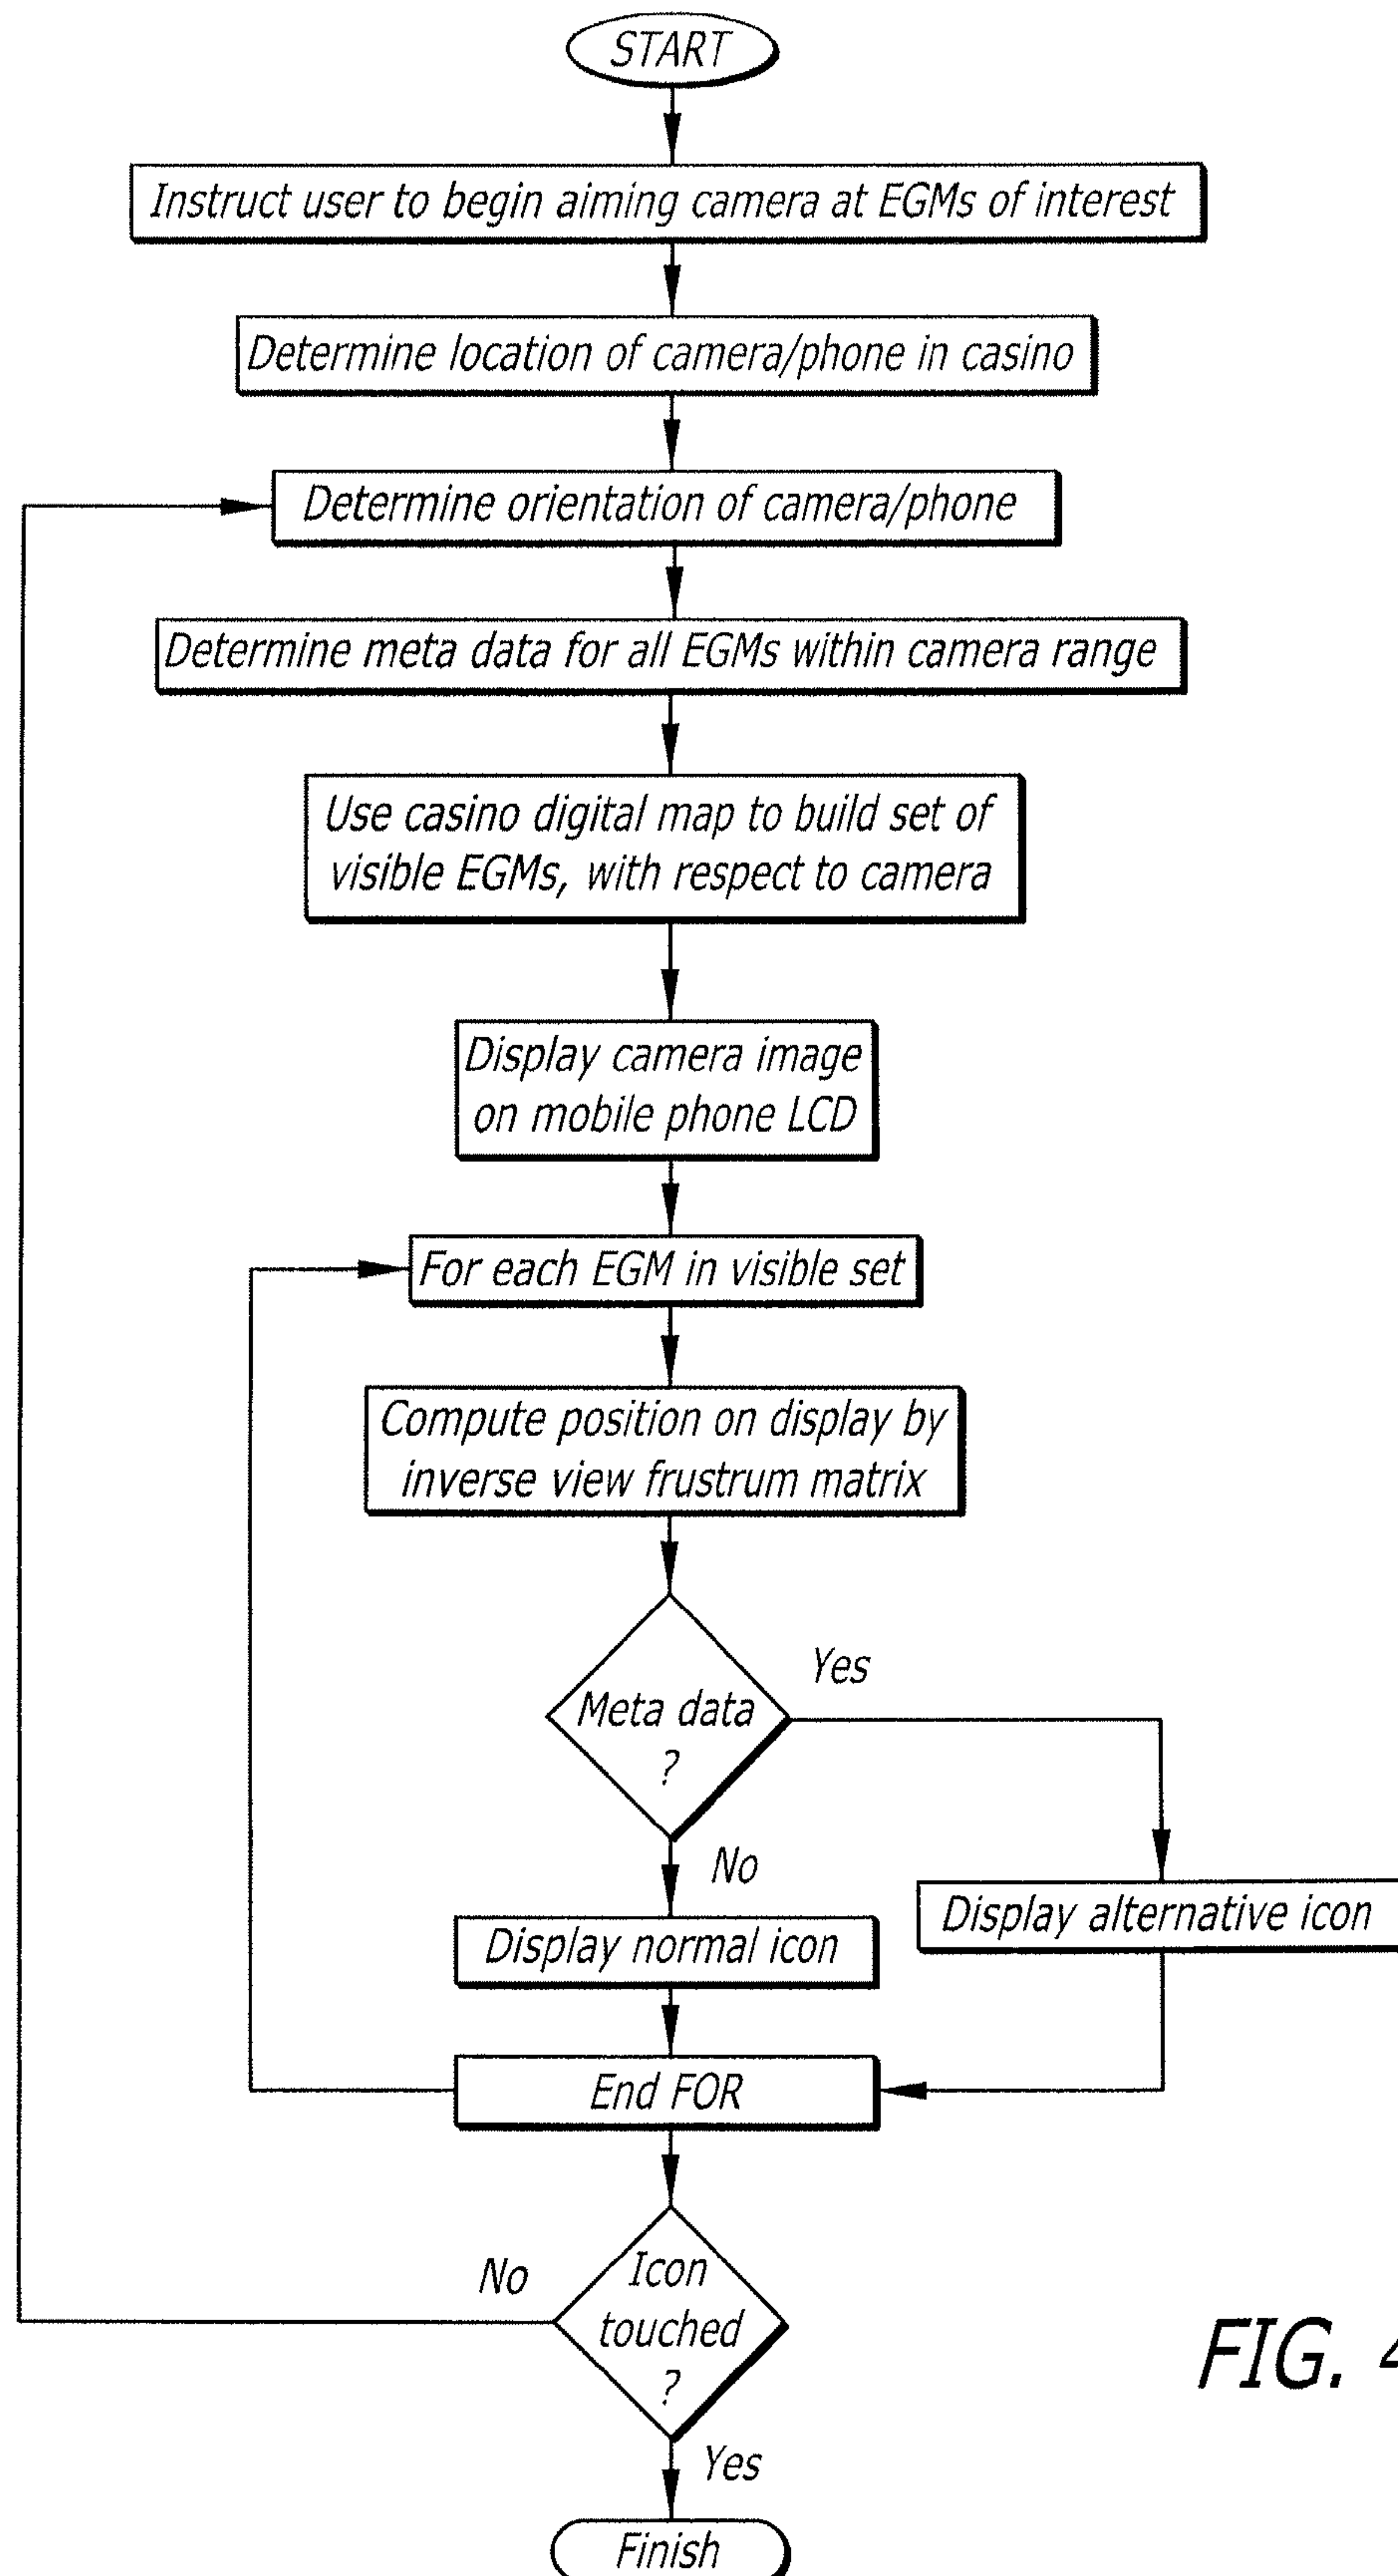 START
Instruct user to begin aiming camera at EGMs of interest
Determine location of camera/phone in casino
Determine orientation of camera/phone
Determine meta data for all EGMs within camera range
Use casino digital map to build set of
visible EGMs, with respect to camera
Display camera image
on mobile phone LCD
For each EGM in visible set
Compute position on display by
inverse view frustrum matrix
Yes
Meta data
?
No
Display alternative icon
Display normal icon
End FOR
No
Icon
touched
?
FIG. 4
Yes
Finish